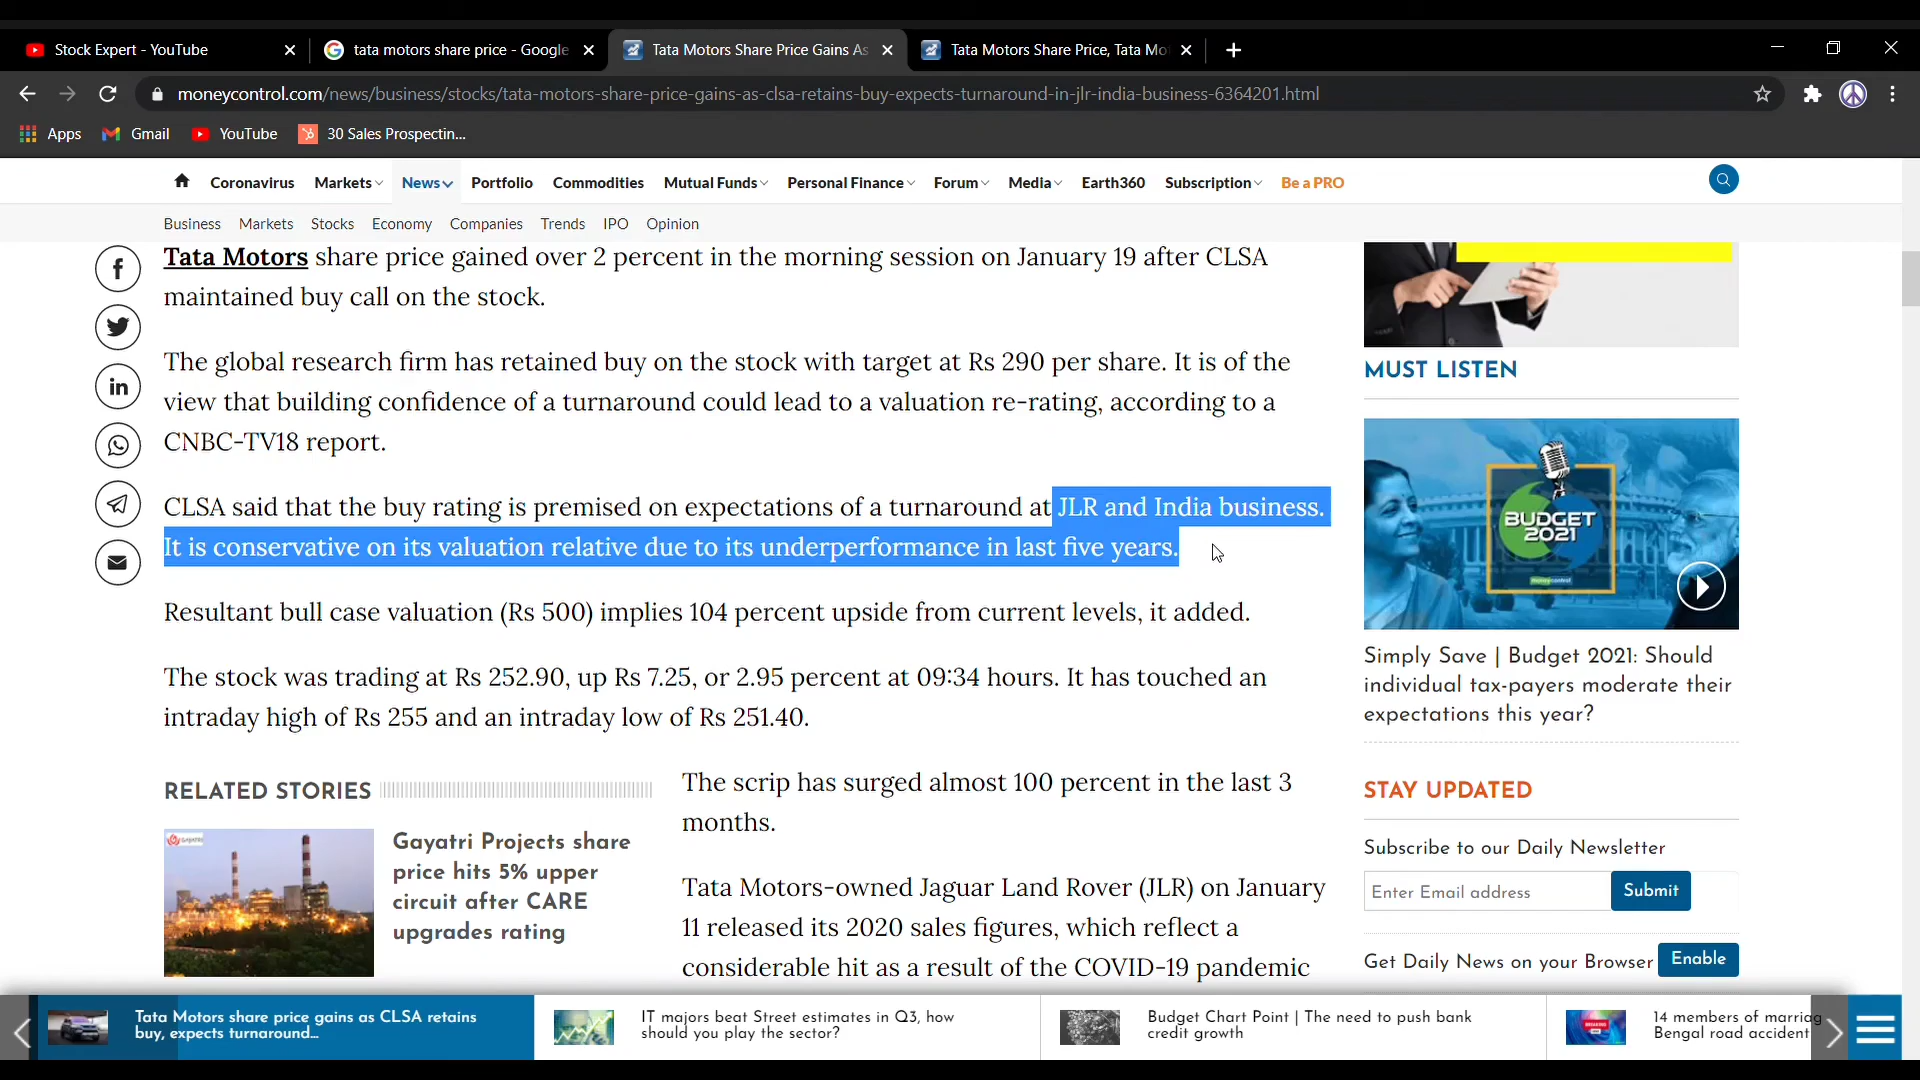 Stock Expert - YouTube
tata motors share price - Google
Tata Motors Share Price Gains As
Tata Motors Share Price, Tata Mo
moneycontrol.com/news/business/stocks/tata-motors-share-price-gains-as-clsa-retains-buy-expects-turnaround-in-jlr-india-business-6364201.html
Apps
Gmail
YouTube
30 Sales Prospectin...
Coronavirus
Markets
News
Portfolio
Commodities
Mutual Funds
Personal Finance
Forum
Media
Earth360
Subscription
Be a PRO
Business
Markets
Stocks
Economy
Companies
Trends
IPO
Opinion
Tata Motors share price gained over 2 percent in the morning session on January 19 after CLSA
maintained buy call on the stock.
The global research firm has retained buy on the stock with target at Rs 290 per share. It is of the
view that building confidence of a turnaround could lead to a valuation re-rating, according to a
CNBC-TV18 report.
CLSA said that the buy rating is premised on expectations of a turnaround at JLR and India business.
It is conservative on its valuation relative due to its underperformance in last five years.
Resultant bull case valuation (Rs 500) implies 104 percent upside from current levels, it added.
The stock was trading at Rs 252.90, up Rs 7.25, or 2.95 percent at 09:34 hours. It has touched an
intraday high of Rs 255 and an intraday low of Rs 251.40.
RELATED STORIES
Gayatri Projects share
price hits 5% upper
circuit after CARE
upgrades rating
The scrip has surged almost 100 percent in the last 3
months.
Tata Motors-owned Jaguar Land Rover (JLR) on January
11 released its 2020 sales figures, which reflect a
considerable hit as a result of the COVID-19 pandemic
MUST LISTEN
BUDGET
2021
Simply Save | Budget 2021: Should
individual tax-payers moderate their
expectations this year?
STAY UPDATED
Subscribe to our Daily Newsletter
Enter Email address
Submit
Get Daily News on your Browser
Enable
Tata Motors share price gains as CLSA retains
buy, expects turnaround...
IT majors beat Street estimates in Q3, how
should you play the sector?
Budget Chart Point | The need to push bank
credit growth
14 members of marriag
Bengal road accident